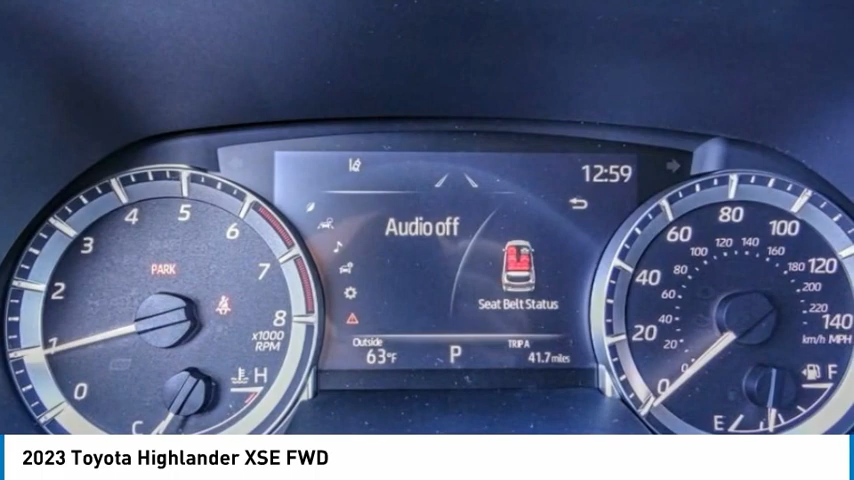 12:59
Audio off
Seat Belt Status
Outside
63°F
P
TRIP A
41.7 miles
0
1
2
3
4
5
6
7
8
x1000
RPM
PARK
H
C
0
20
40
60
80
100
120
140
0
20
40
60
80
100
120
140
160
180
200
220
km/h MPH
F
E
2023 Toyota Highlander XSE FWD